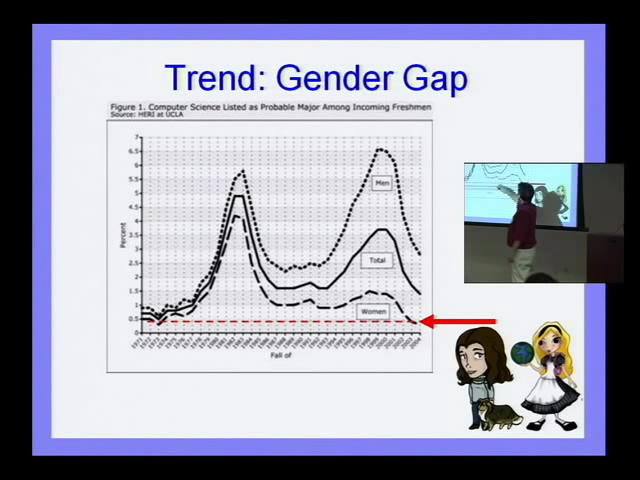 Trend: Gender Gap
Figure 1. Computer Science Listed as Probable Major Among Incoming Freshmen
Source: HERI at UCLA
7
6.5
6
5.5
5
4.5
4
3.5
3
2.5
2
1.5
1
0.5
0
Percent
Men
Total
Women
Fall of